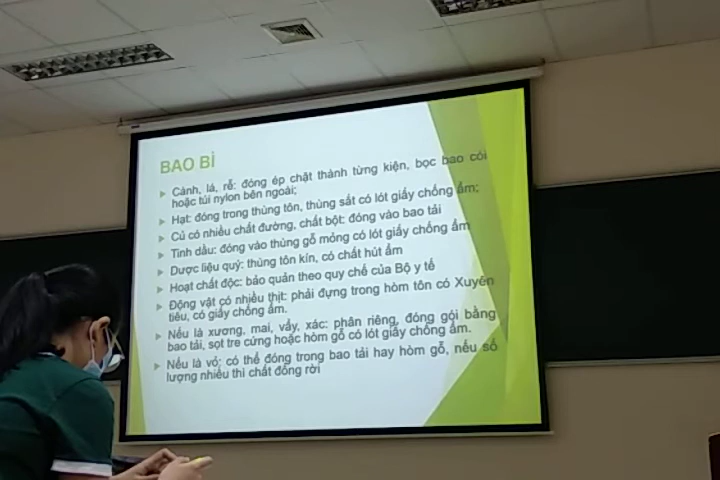 BAO BÌ
Cành, lá, rễ: đóng ép chặt thành từng kiện, bọc bao cói
hoặc túi nylon bên ngoài;
Hạt: đóng trong thùng tôn, thùng sắt có lót giấy chống ẩm;
Củ có nhiều chất đường, chất bột: đóng vào bao tải
Tinh dầu: đóng vào thùng gỗ mỏng có lót giấy chống ẩm
Dược liệu quý: thùng tôn kín, có chất hút ẩm
Hoạt chất độc: bảo quản theo quy chế của Bộ y tế
Động vật có nhiều thịt: phải đựng trong hòm tôn có Xuyên
tiêu, có giấy chống ẩm.
Nếu là xương, mai, vẩy, xác: phân riêng, đóng gói bằng
bao tải, sọt tre cứng hoặc hòm gỗ có lót giấy chống ẩm.
Nếu là vỏ: có thể đóng trong bao tải hay hòm gỗ, nếu số
lượng nhiều thì chất đống rời